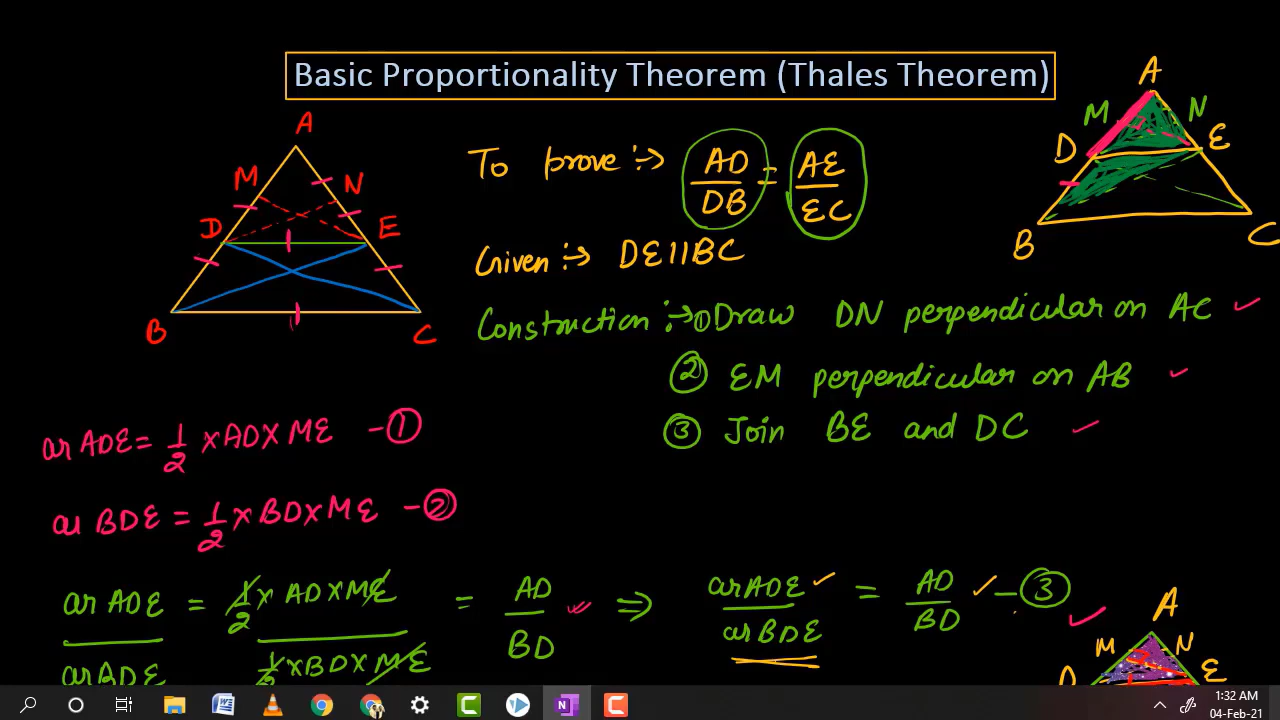 Basic Proportionality Theorem (Thales Theorem)
A
M N
D E
B C
A
M N
D E
B C
To prove :→ AD/DB = AE/EC
Given :→ DE||BC
Construction :→ ① Draw DN perpendicular on AC
② EM perpendicular on AB
③ Join BE and DC
ar ADE = 1/2 × AD × ME - ①
ar BDE = 1/2 × BD × ME - ②
ar ADE = 1/2 × AD × ME = AD ⇒ ar ADE = AD - ③
ar BDE 1/2 × BD × ME BD ar BDE BD
A
M N
D E
1:32 AM
04-Feb-21